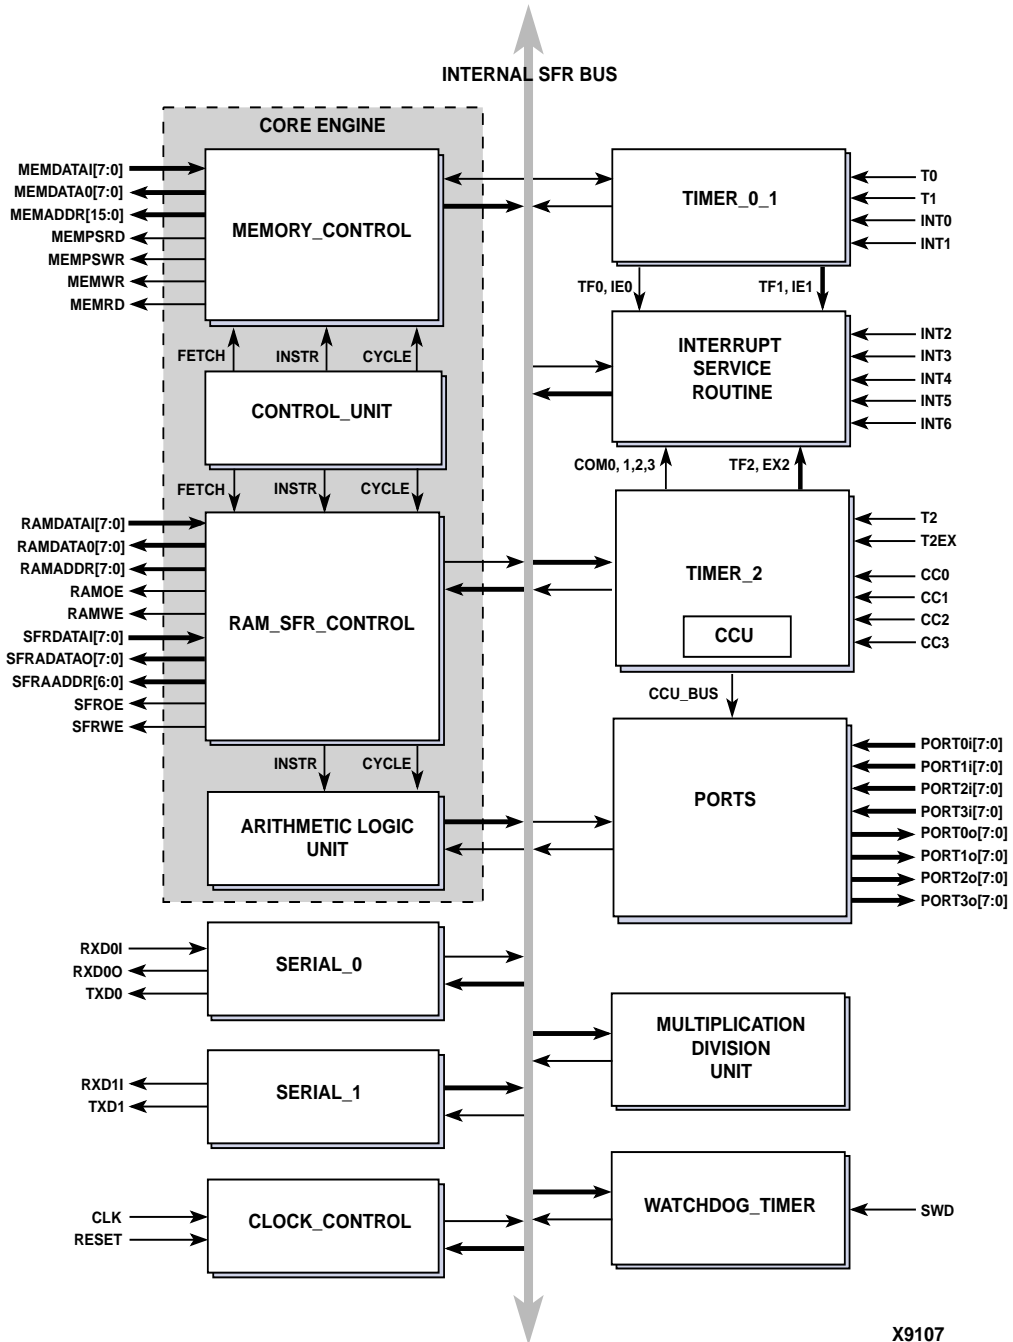 INTERNAL SFR BUS
CORE ENGINE
MEMDATAI[7:0]
MEMDATA0[7:0]
MEMADDR[15:0]
MEMPSRD
MEMPSWR
MEMWR
MEMRD
MEMORY_CONTROL
FETCH
INSTR
CYCLE
CONTROL_UNIT
FETCH
INSTR
CYCLE
RAMDATAI[7:0]
RAMDATA0[7:0]
RAMADDR[7:0]
RAMOE
RAMWE
SFRDATAI[7:0]
SFRADATAO[7:0]
SFRAADDR[6:0]
SFROE
SFRWE
RAM_SFR_CONTROL
INSTR
CYCLE
ARITHMETIC LOGIC
UNIT
RXD0I
RXD0O
TXD0
SERIAL_0
RXD1I
TXD1
SERIAL_1
CLK
RESET
CLOCK_CONTROL
TIMER_0_1
T0
T1
INT0
INT1
TF0, IE0
TF1, IE1
INTERRUPT
SERVICE
ROUTINE
INT2
INT3
INT4
INT5
INT6
COM0, 1,2,3
TF2, EX2
TIMER_2
CCU
T2
T2EX
CC0
CC1
CC2
CC3
CCU_BUS
PORTS
PORT0i[7:0]
PORT1i[7:0]
PORT2i[7:0]
PORT3i[7:0]
PORT0o[7:0]
PORT1o[7:0]
PORT2o[7:0]
PORT3o[7:0]
MULTIPLICATION
DIVISION
UNIT
WATCHDOG_TIMER
SWD
X9107